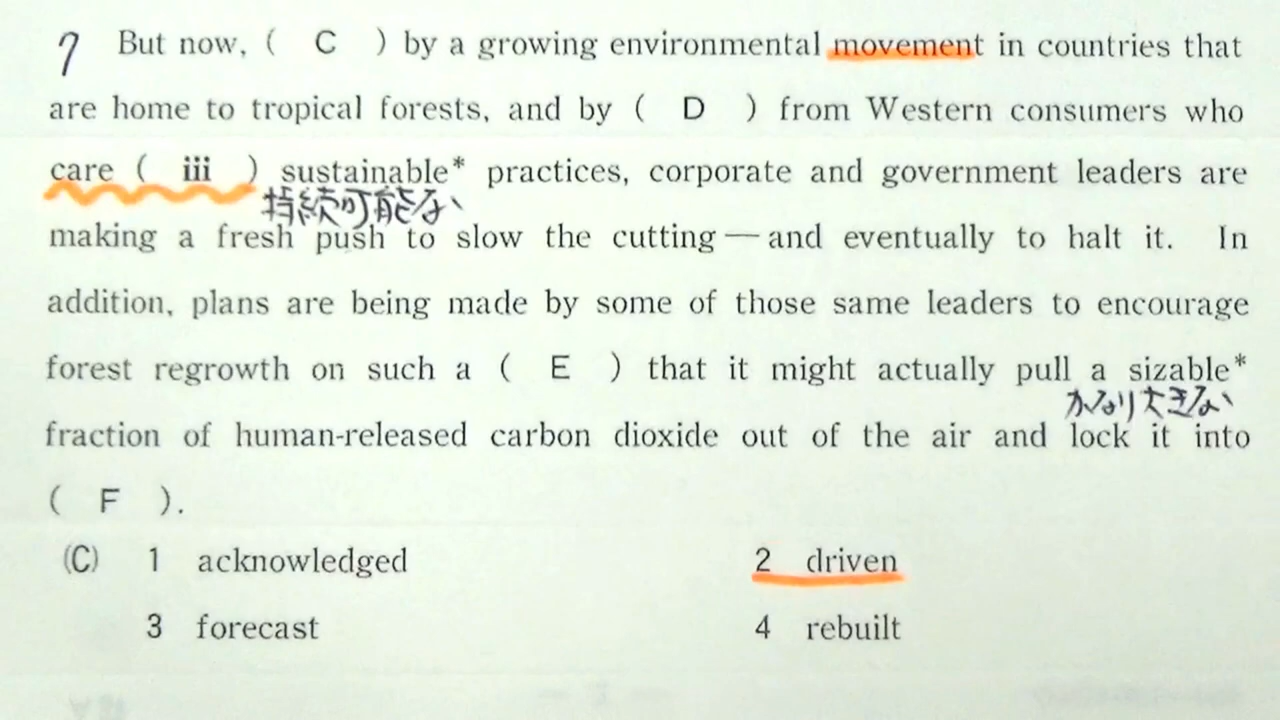 7 But now, ( C ) by a growing environmental movement in countries that
are home to tropical forests, and by ( D ) from Western consumers who
care ( iii ) sustainable* practices, corporate and government leaders are
持続可能な
making a fresh push to slow the cutting—and eventually to halt it. In
addition, plans are being made by some of those same leaders to encourage
forest regrowth on such a ( E ) that it might actually pull a sizable*
かなり大きな
fraction of human-released carbon dioxide out of the air and lock it into
( F ).
(C) 1 acknowledged 2 driven
3 forecast 4 rebuilt